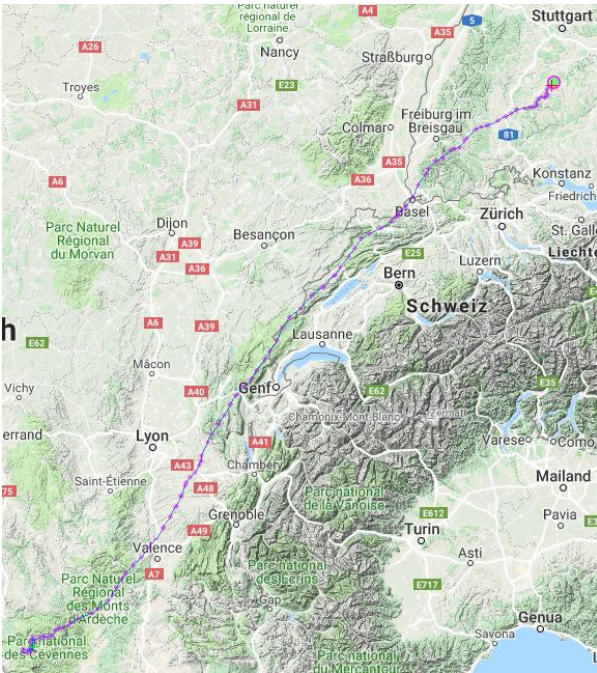 Parc naturel
régional de
Lorraine
A4
Stuttgart
5
A35
A26
Nancy
Straßburg
Troyes
E23
A31
Freiburg im
Breisgau
Colmar
81
A35
A6
A36
Konstanz
Friedrich
Basel
Zürich
Parc Naturel
Régional
du Morvan
Dijon
A39
Besançon
St. Gall
A31
A36
E25
Luzern
Liechte
Bern
Schweiz
A6
A39
h
E62
Lausanne
Mâcon
A40
Genf
E62
E35
Vichy
Chamonix-Mont-Blanc
Zermatt
errand
Lyon
A41
Varese
Como
A43
Chambéry
75
Saint-Étienne
A48
Parc national
de la Vanoise
Mailand
Grenoble
E612
Pavia
A49
Turin
Valence
Asti
A7
Parc national
des Écrins
Parc Naturel
Régional
des Monts
d'Ardèche
E717
Gap
Genua
Parc national
des Cévennes
Savona
Parc national
du Mercantour